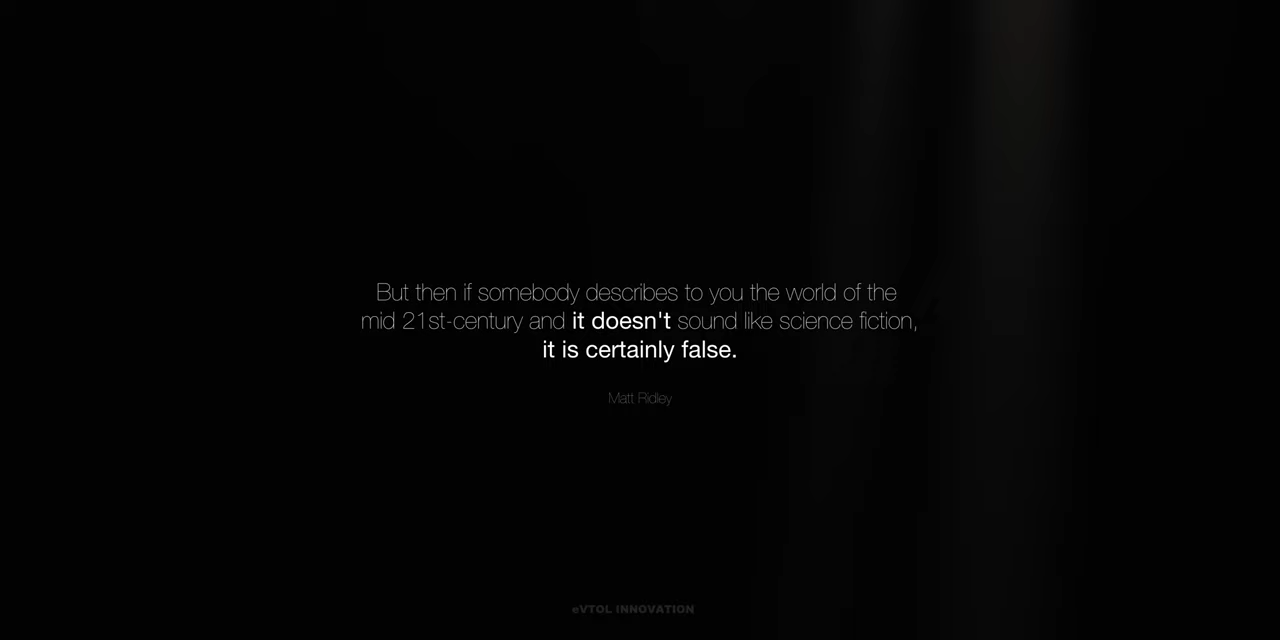 But then if somebody describes to you the world of the
mid 21st-century and it doesn't sound like science fiction,
it is certainly false.
Matt Ridley
eVTOL INNOVATION